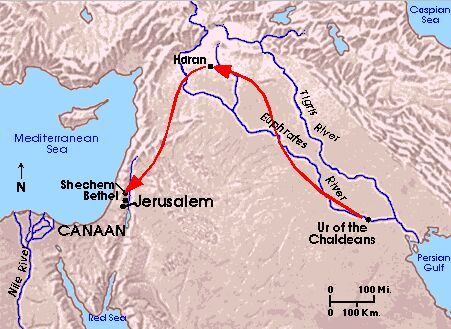 Caspian
Sea
Haran
Tigris
River
Mediterranean
Sea
Euphrates
River
N
Shechem
Bethel
Jerusalem
Ur of the
Chaldeans
CANAAN
Nile River
Persian
Gulf
Red Sea
0 100 Mi.
0 100 Km.